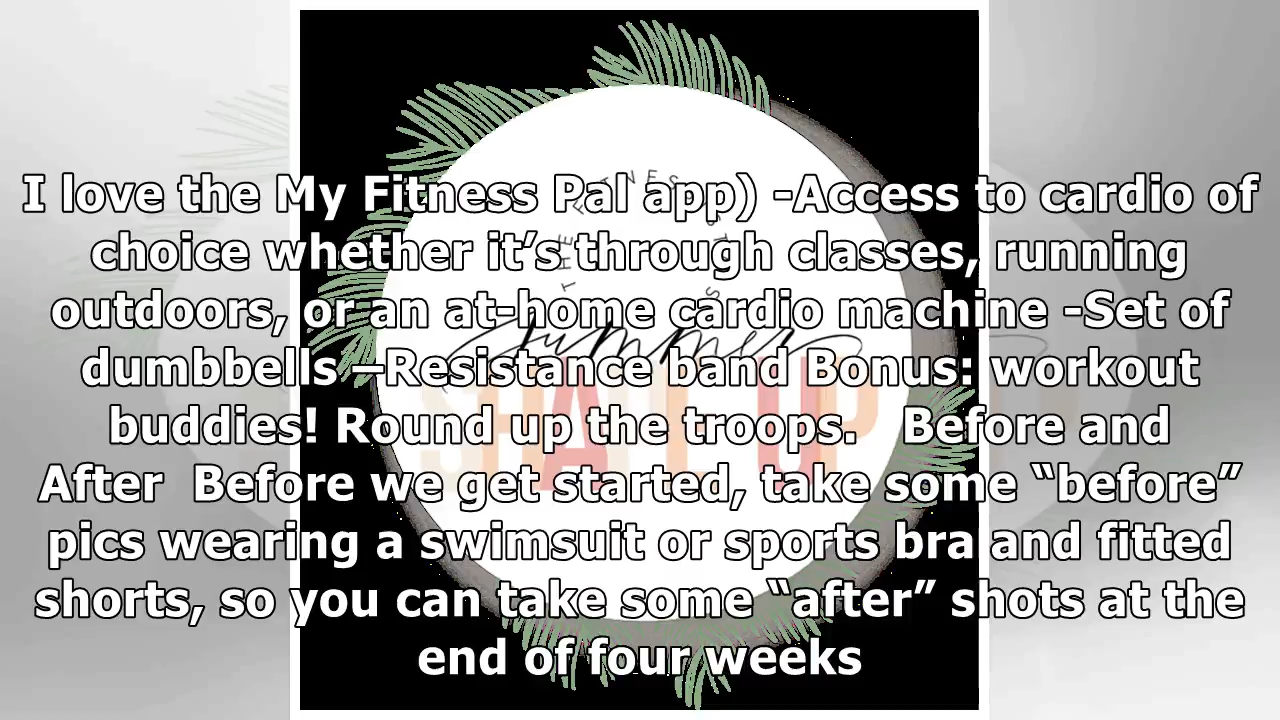 I love the My Fitness Pal app) -Access to cardio of
choice whether it’s through classes, running
outdoors, or an at-home cardio machine -Set of
dumbbells –Resistance band Bonus: workout
buddies! Round up the troops.   Before and
After  Before we get started, take some “before”
pics wearing a swimsuit or sports bra and fitted
shorts, so you can take some “after” shots at the
end of four weeks
summer